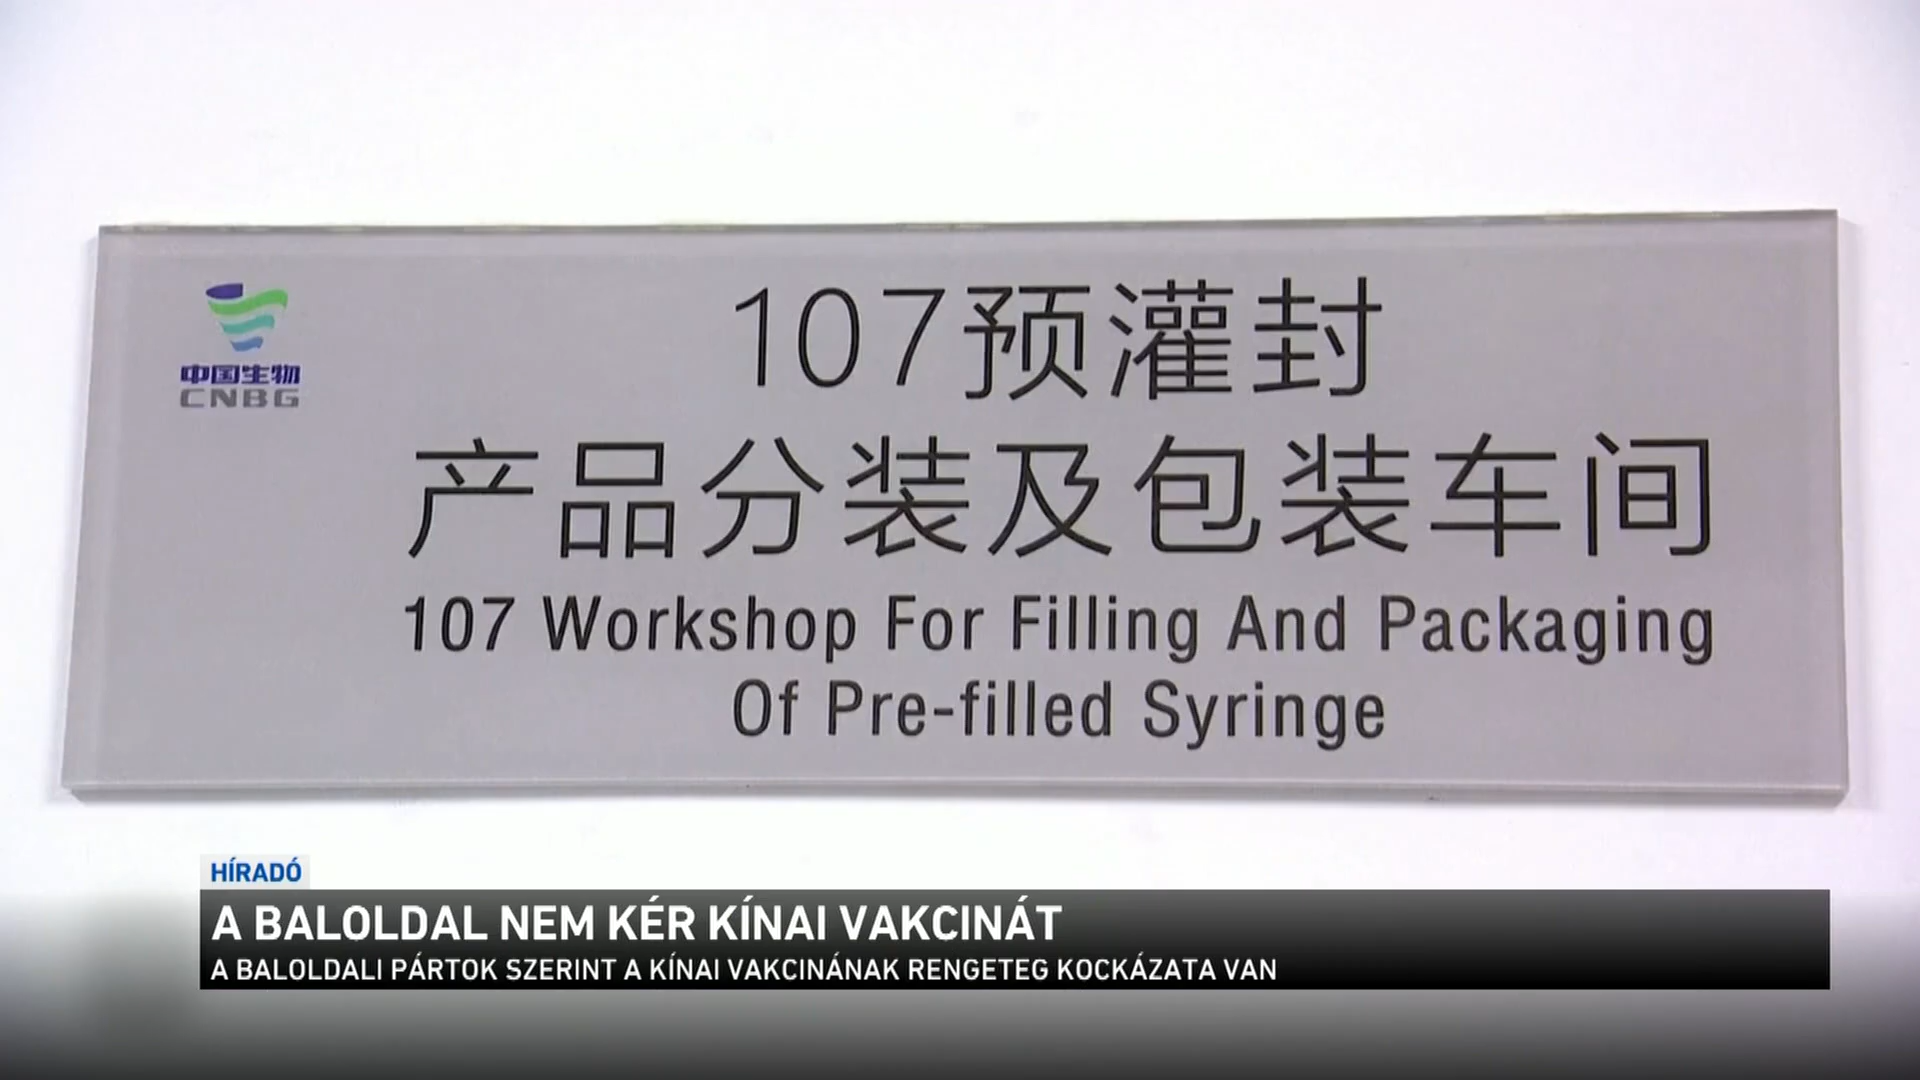 中国生物
CNBG
107预灌封
产品分装及包装车间
107 Workshop For Filling And Packaging
Of Pre-filled Syringe
HÍRADÓ
A BALOLDAL NEM KÉR KÍNAI VAKCINÁT
A BALOLDALI PÁRTOK SZERINT A KÍNAI VAKCINÁNAK RENGETEG KOCKÁZATA VAN